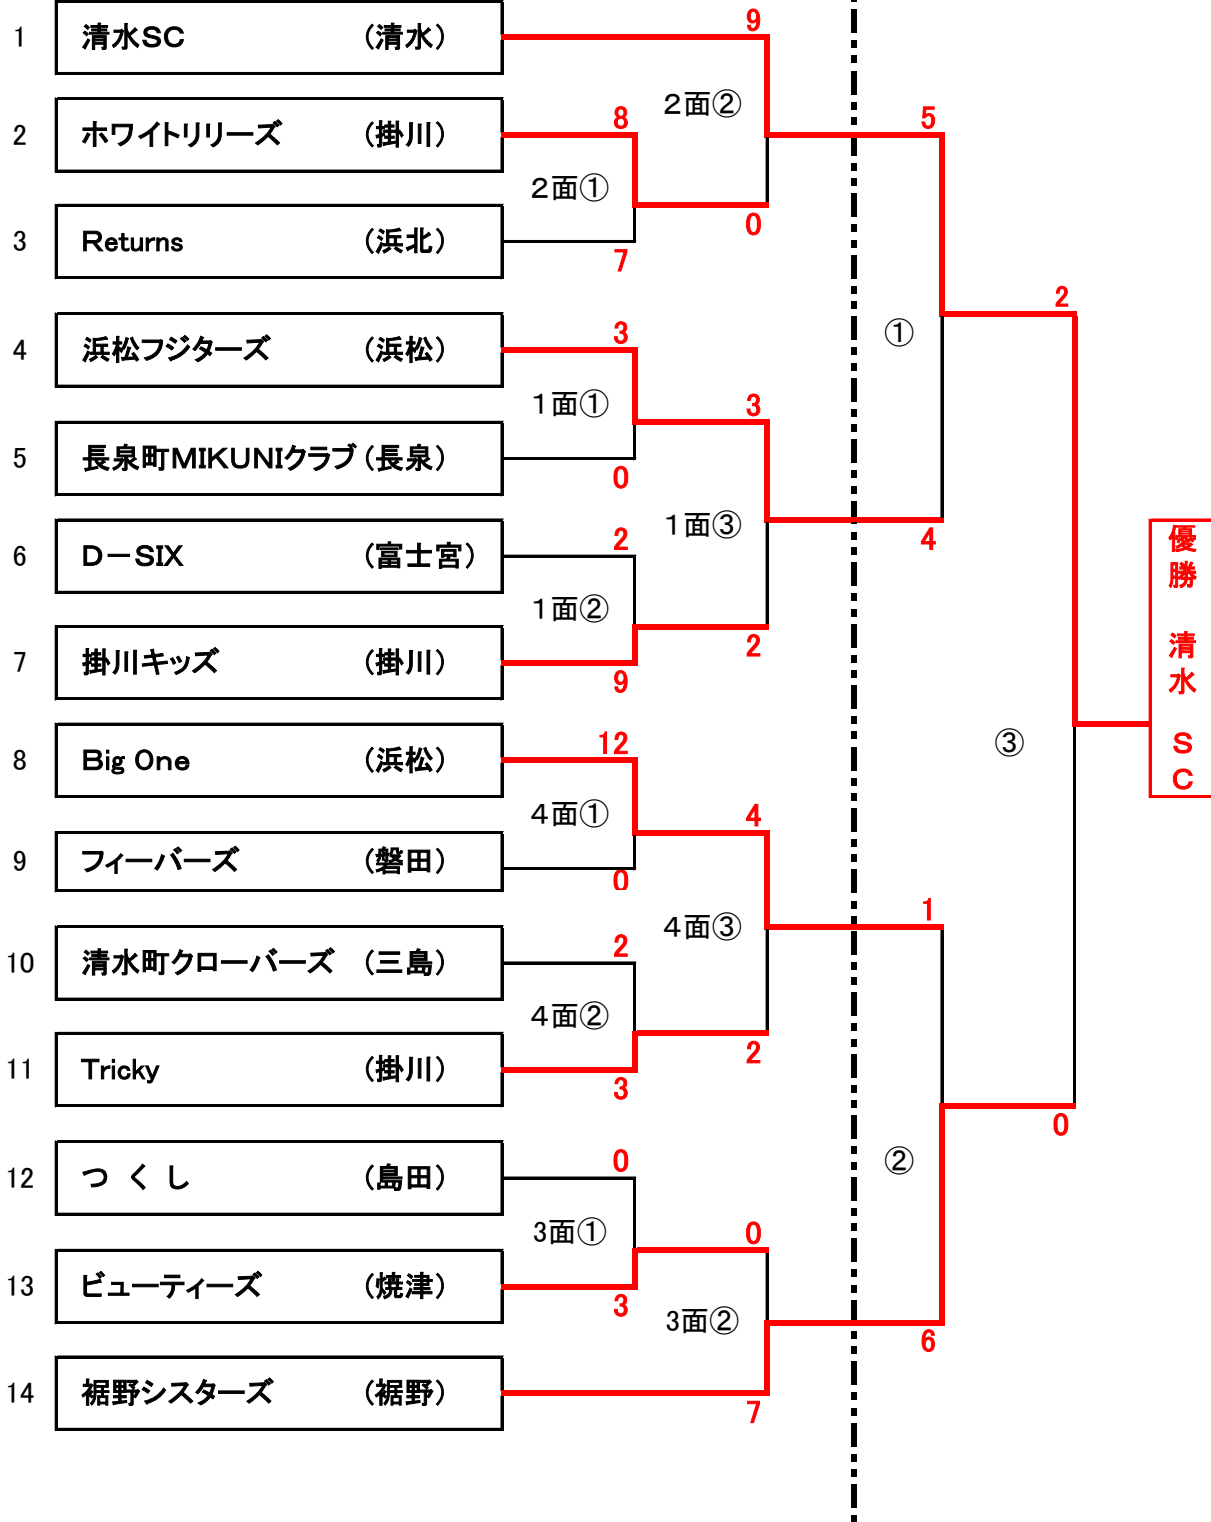 9
1 清水SC （清水）
2面②
8 5
2 ホワイトリリーズ （掛川）
2面①
0
3 Returns （浜北）
7
2
3 ①
4 浜松フジターズ （浜松）
1面① 3
5 長泉町MIKUNIクラブ（長泉）
0
1面③
2 4
6 D－SIX （富士宮）
1面②
2
7 掛川キッズ （掛川）
9
優勝 清水 SC
12 ③
8 Big One （浜松）
4面① 4
9 フィーバーズ （磐田）
0
1
4面③
2
10 清水町クローバーズ （三島）
4面②
2
11 Tricky （掛川）
3
0
0 ②
12 つ く し （島田）
3面① 0
13 ビューティーズ （焼津）
3
3面②
6
14 裾野シスターズ （裾野）
7